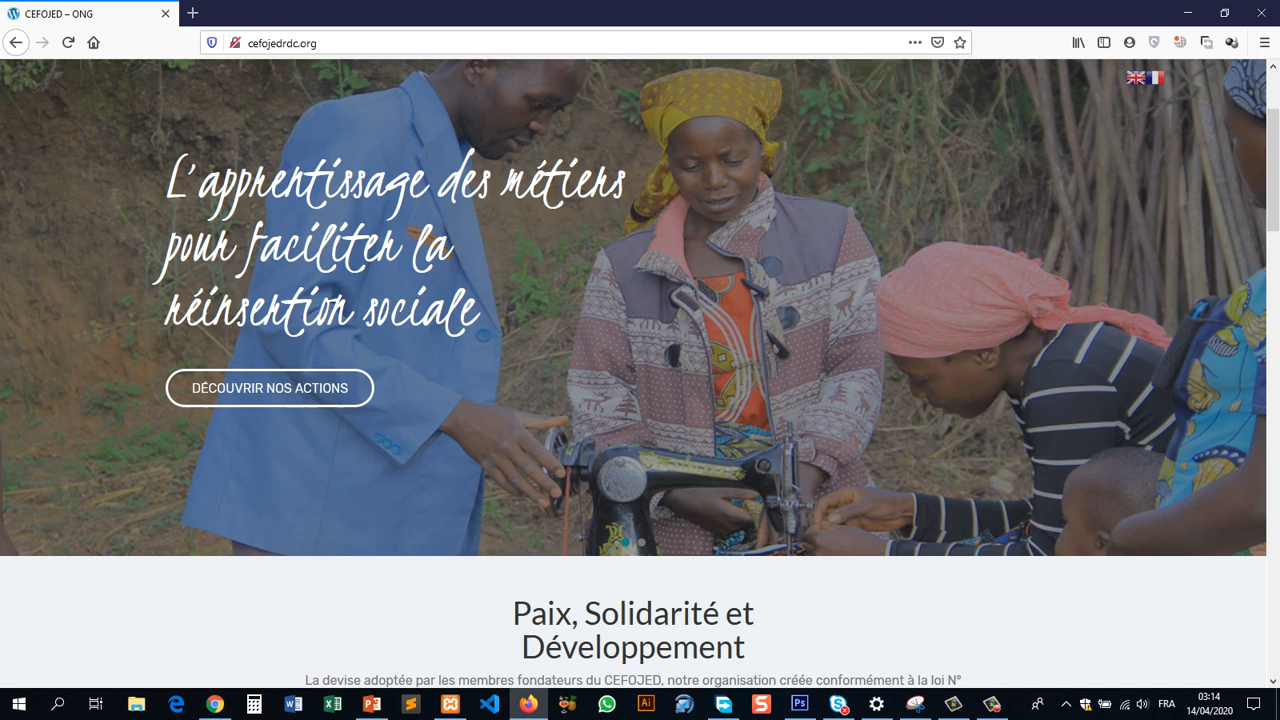 CEFOJED – ONG
cefojedrdc.org
L'apprentissage des métiers
pour faciliter la
réinsertion sociale
DÉCOUVRIR NOS ACTIONS
Paix, Solidarité et
Développement
La devise adoptée par les membres fondateurs du CEFOJED, notre organisation créée conformément à la loi N°
FRA
03:14
14/04/2020